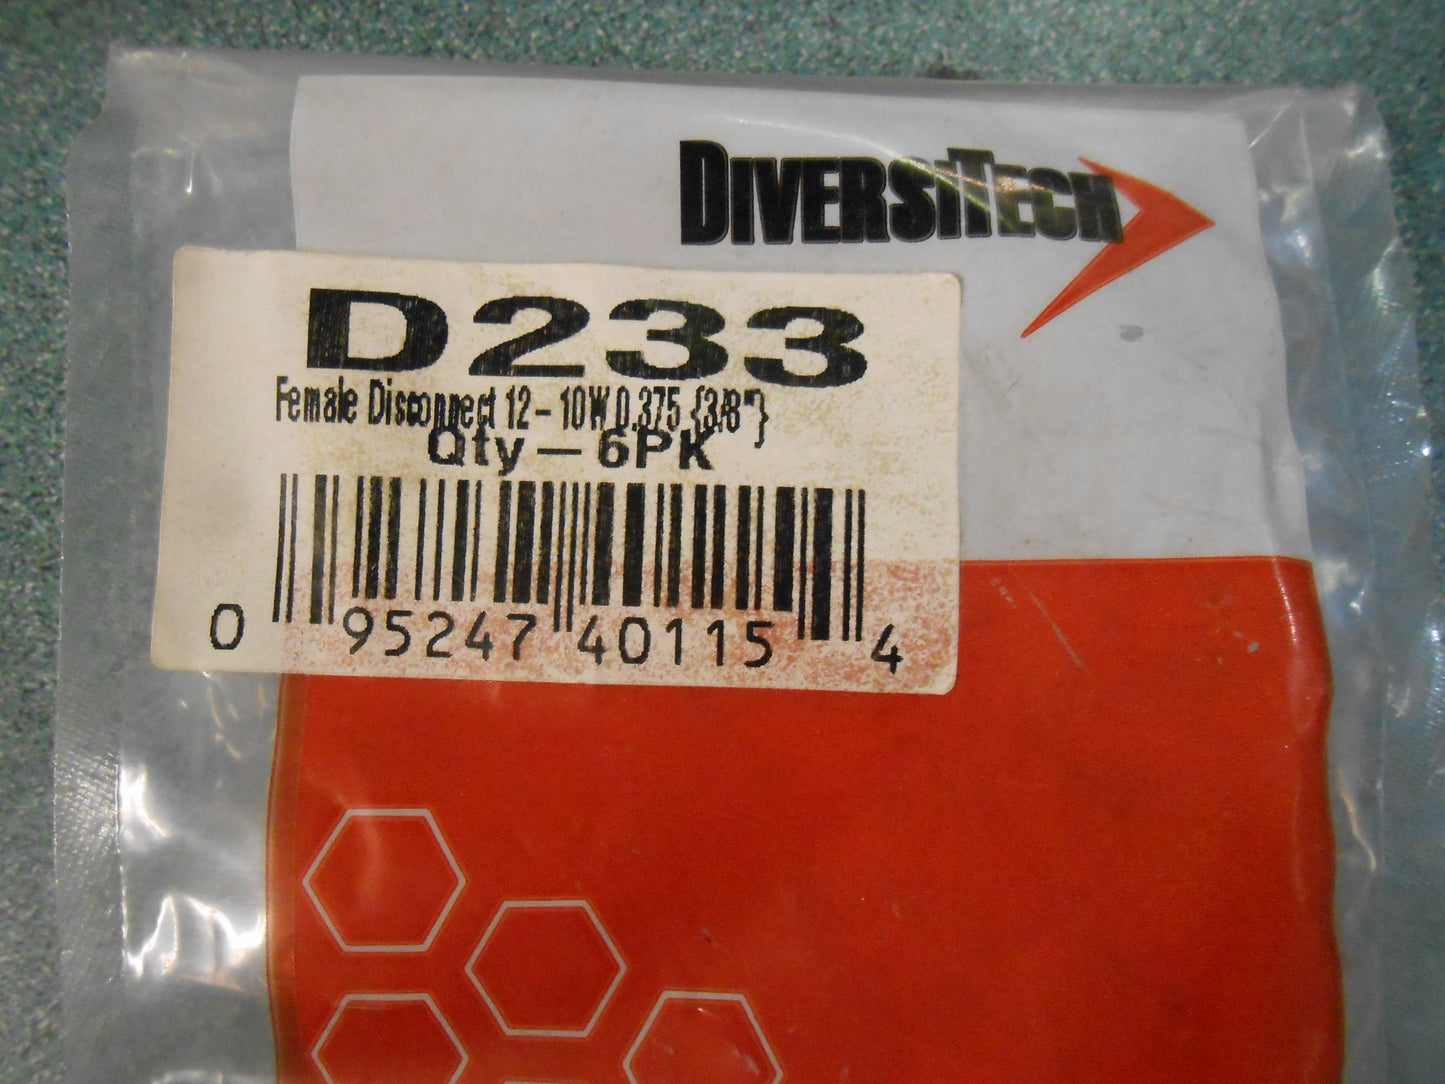 DIVERSITECH
D233
Female Disconnect 12-10W 0.375 {3/8"}
Qty-6PK
0 95247 40115 4